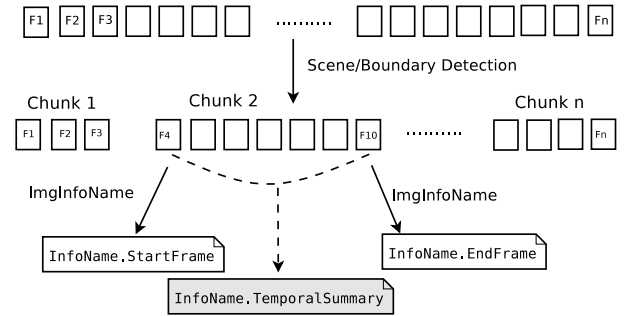 F1 F2 F3 ............ Fn
Scene/Boundary Detection
Chunk 1 Chunk 2 Chunk n
F1 F2 F3 F4 F10 .......... Fn
ImgInfoName ImgInfoName
InfoName.StartFrame InfoName.EndFrame
InfoName.TemporalSummary